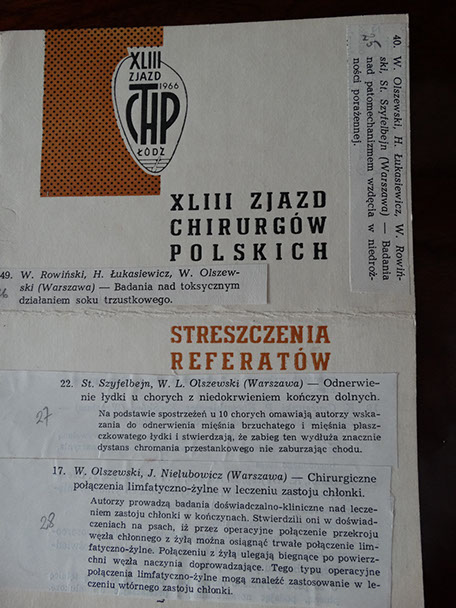 XLIII
ZJAZD
1966
CHP
ŁÓDŹ
25
40. W. Olszewski, H. Łukasiewicz, W. Rowiń-
ski, St. Szyfelbejn (Warszawa) — Badania
nad patomechanizmem wzdęcia w niedroż-
ności porażennej.
XLIII ZJAZD
CHIRURGÓW
POLSKICH
49. W. Rowiński, H. Łukasiewicz, W. Olszew-
ski (Warszawa) — Badania nad toksycznym
działaniem soku trzustkowego.
STRESZCZENIA
REFERATÓW
22. St. Szyfelbejn, W. L. Olszewski (Warszawa) — Odnerwie-
nie łydki u chorych z niedokrwieniem kończyn dolnych.
27
Na podstawie spostrzeżeń u 10 chorych omawiają autorzy wska-
zania do odnerwienia mięśnia brzuchatego i mięśnia płasz-
czkowatego łydki i stwierdzają, że zabieg ten wydłuża znacznie
dystans chromania przestankowego nie zaburzając chodu.
17. W. Olszewski, J. Nielubowicz (Warszawa) — Chirurgiczne
połączenia limfatyczno-żylne w leczeniu zastoju chłonki.
28
Autorzy prowadzą badania doświadczalno-kliniczne nad lecze-
niem zastoju chłonki w kończynach. Stwierdzili oni w doświad-
czeniach na psach, iż przez operacyjne połączenie przekroju
węzła chłonnego z żyłą można osiągnąć trwałe połączenie lim-
fatyczno-żylne. Połączeniu z żyłą ulegają biegnące po powierz-
chni węzła naczynia doprowadzające. Tego typu operacyjne
połączenia limfatyczno-żylne mogą znaleźć zastosowanie w le-
czeniu wtórnego zastoju chłonki.